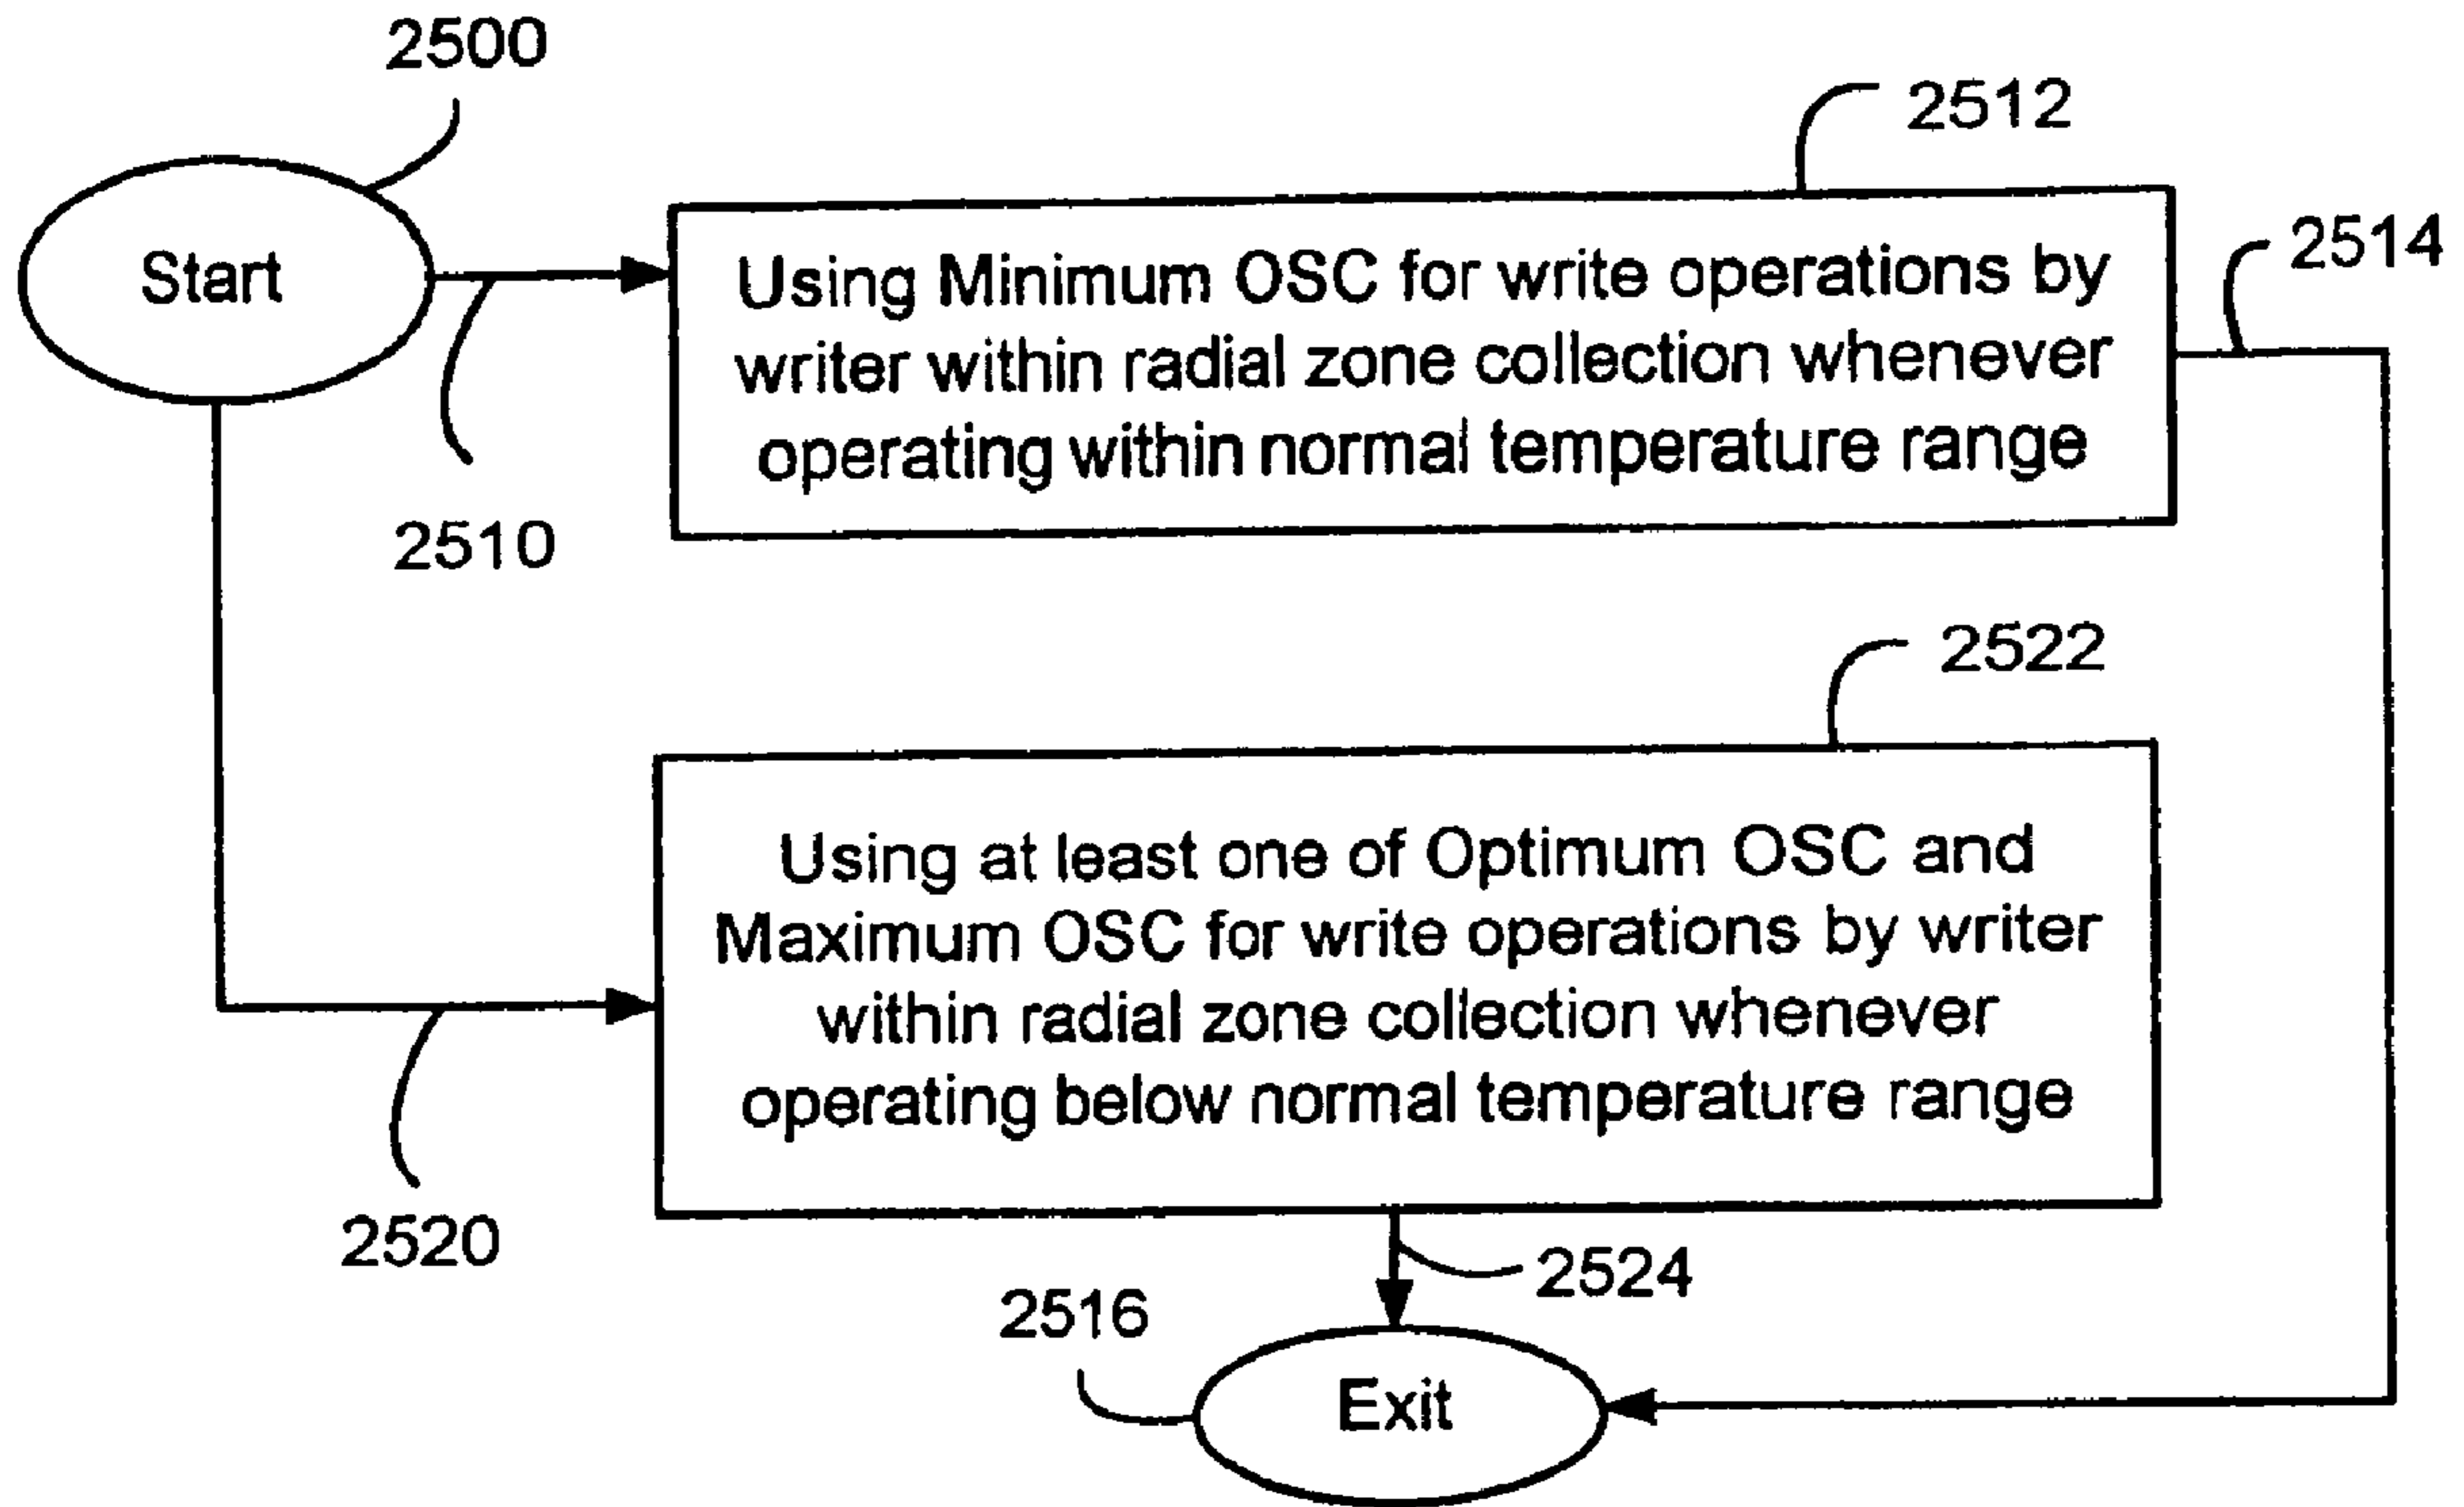 2500
2512
Start
2514
Using Minimum OSC for write operations by
writer within radial zone collection whenever
operating within normal temperature range
2510
2522
Using at least one of Optimum OSC and
Maximum OSC for write operations by writer
within radial zone collection whenever
operating below normal temperature range
2520
2524
2516
Exit